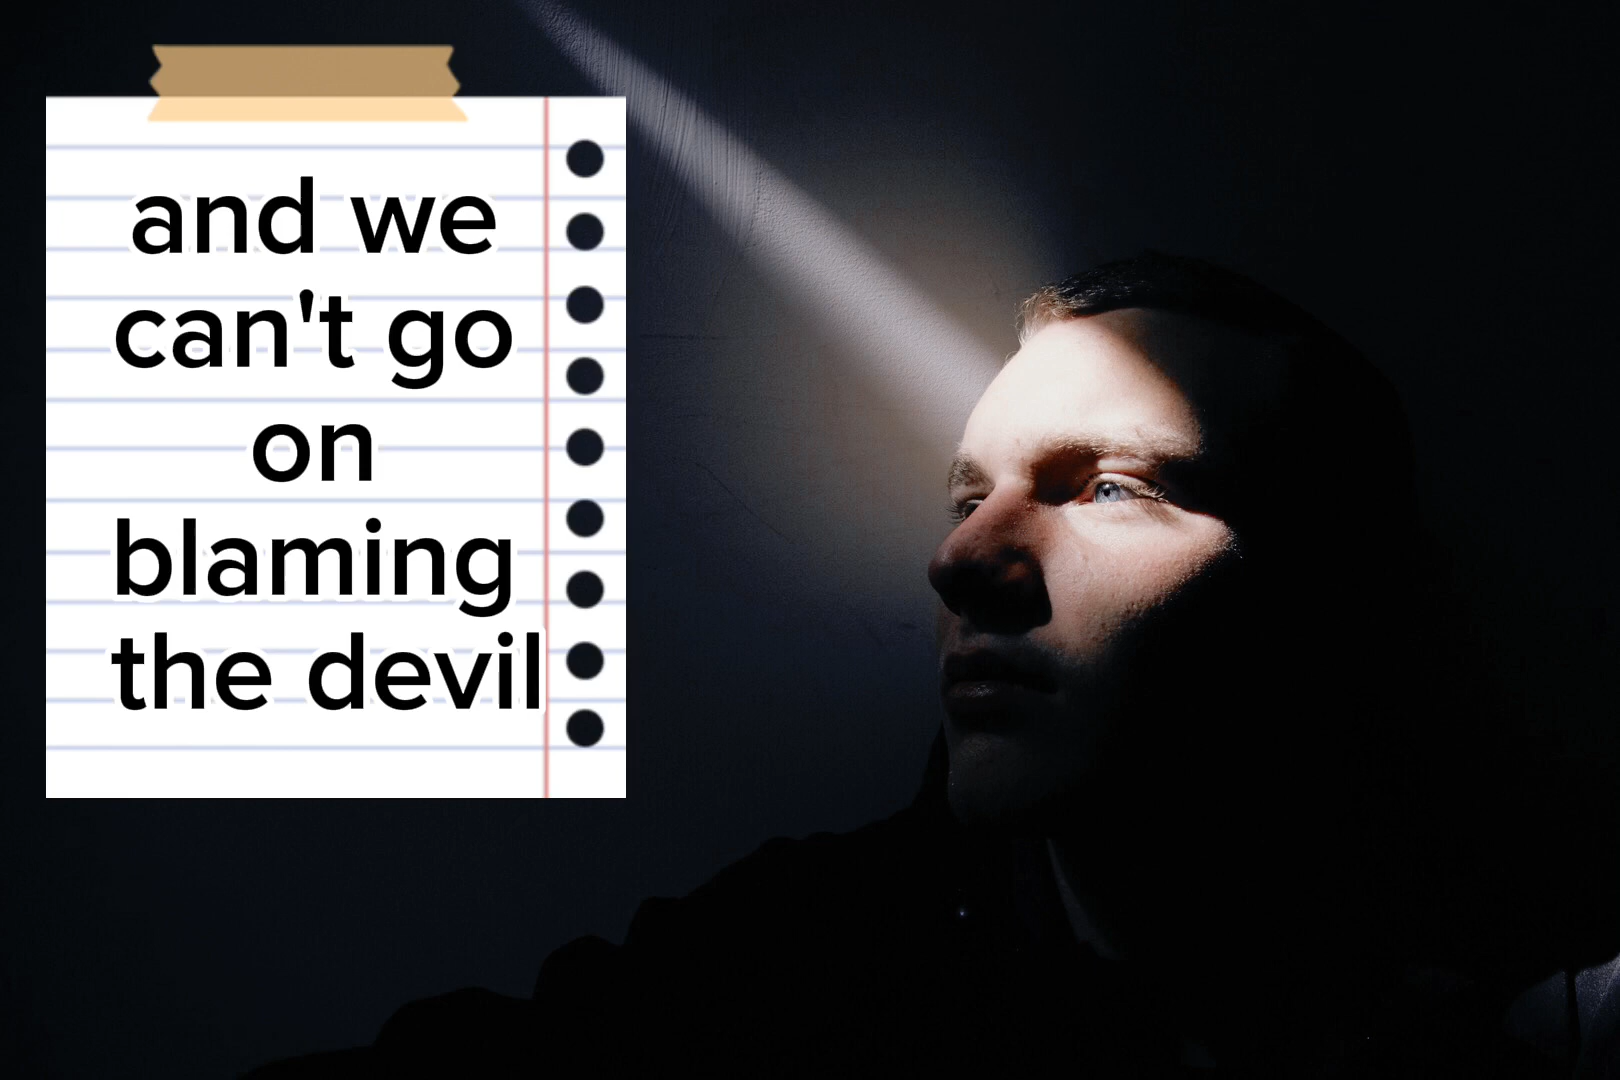 and we
can't go
on
blaming
the devil